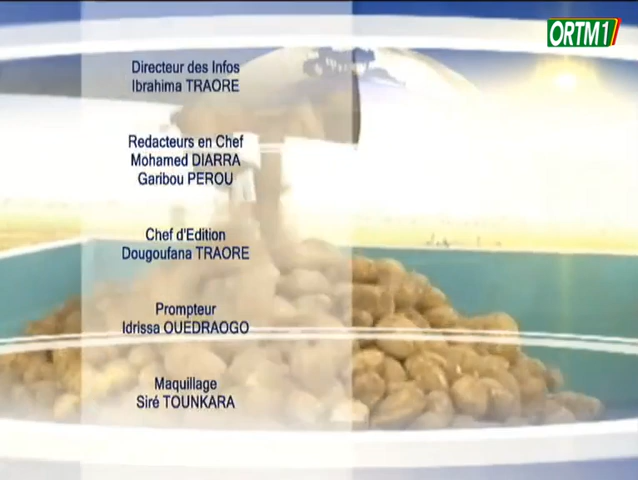 ORTM1
Directeur des Infos
Ibrahima TRAORE
Redacteurs en Chef
Mohamed DIARRA
Garibou PEROU
Chef d'Edition
Dougoufana TRAORE
Prompteur
Idrissa OUEDRAOGO
Maquillage
Siré TOUNKARA